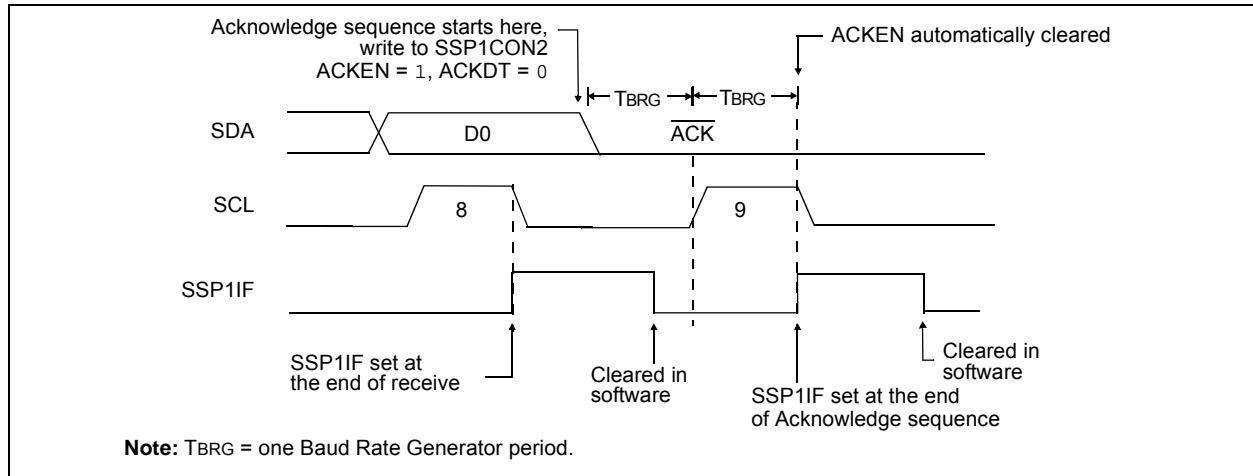 Acknowledge sequence starts here,
write to SSP1CON2
ACKEN = 1, ACKDT = 0
ACKEN automatically cleared
TBRG
TBRG
SDA
D0
ACK
SCL
8
9
SSP1IF
SSP1IF set at
the end of receive
Cleared in
software
SSP1IF set at the end
of Acknowledge sequence
Cleared in
software
Note: TBRG = one Baud Rate Generator period.